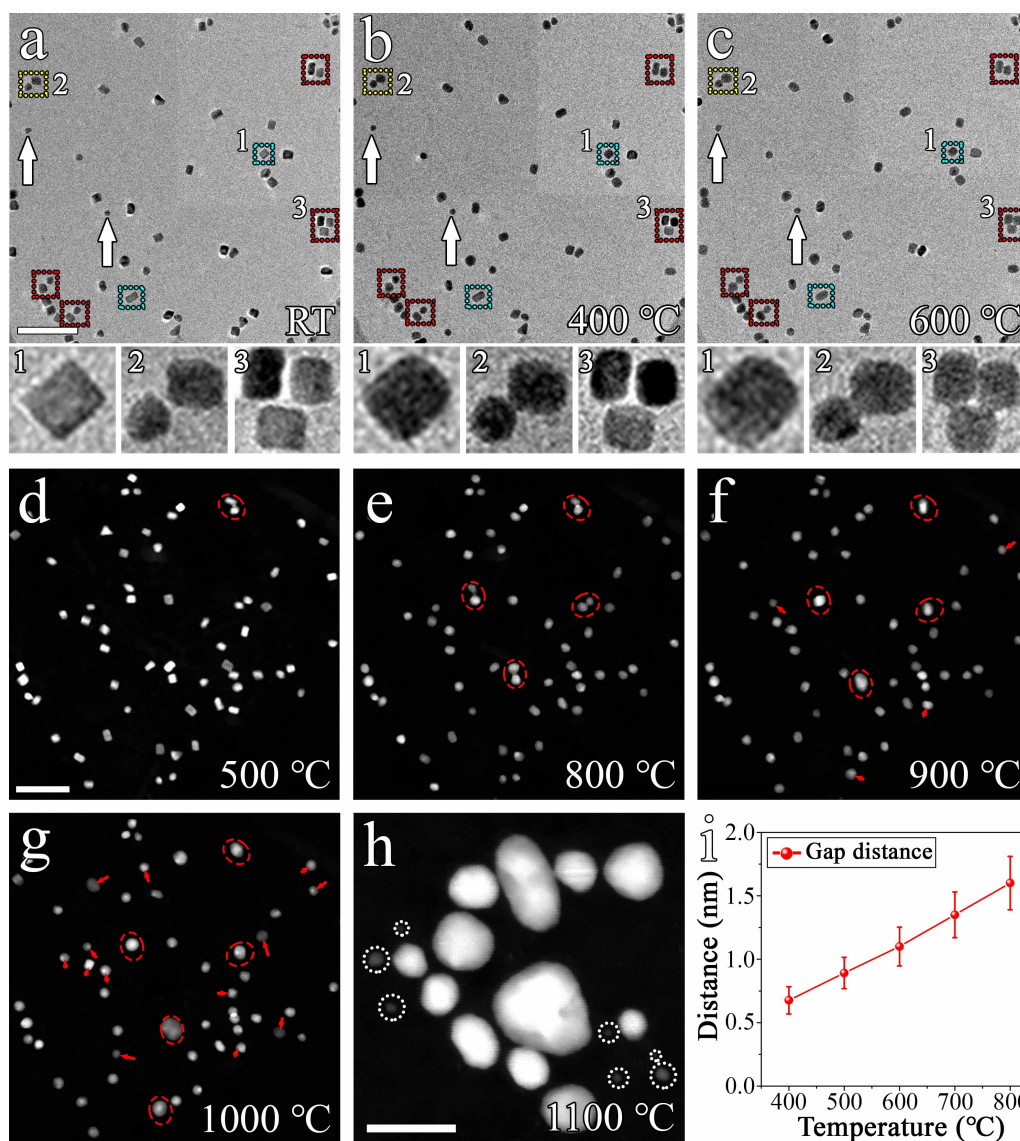 a
2
1
3
RT
b
2
1
3
400 °C
c
2
1
3
600 °C
1
2
3
1
2
3
1
2
3
d
500 °C
e
800 °C
f
900 °C
g
1000 °C
h
1100 °C
i
Gap distance
Distance (nm)
2.0
1.5
1.0
0.5
0.0
400 500 600 700 800
Temperature (°C)